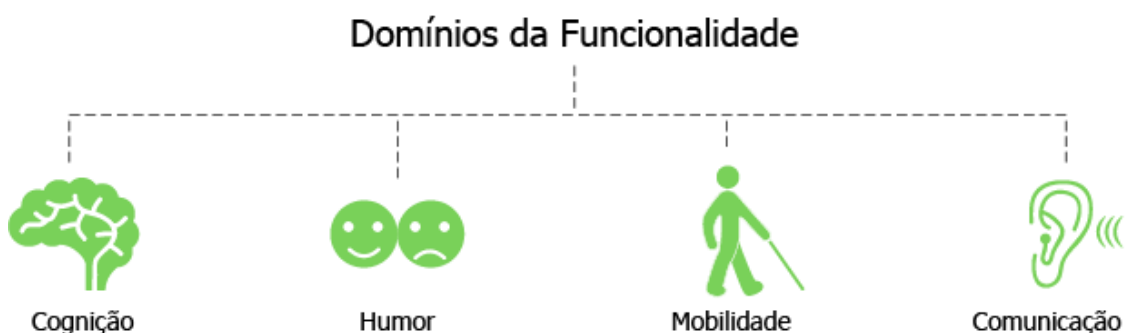 Domínios da Funcionalidade
Cognição
Humor
Mobilidade
Comunicação